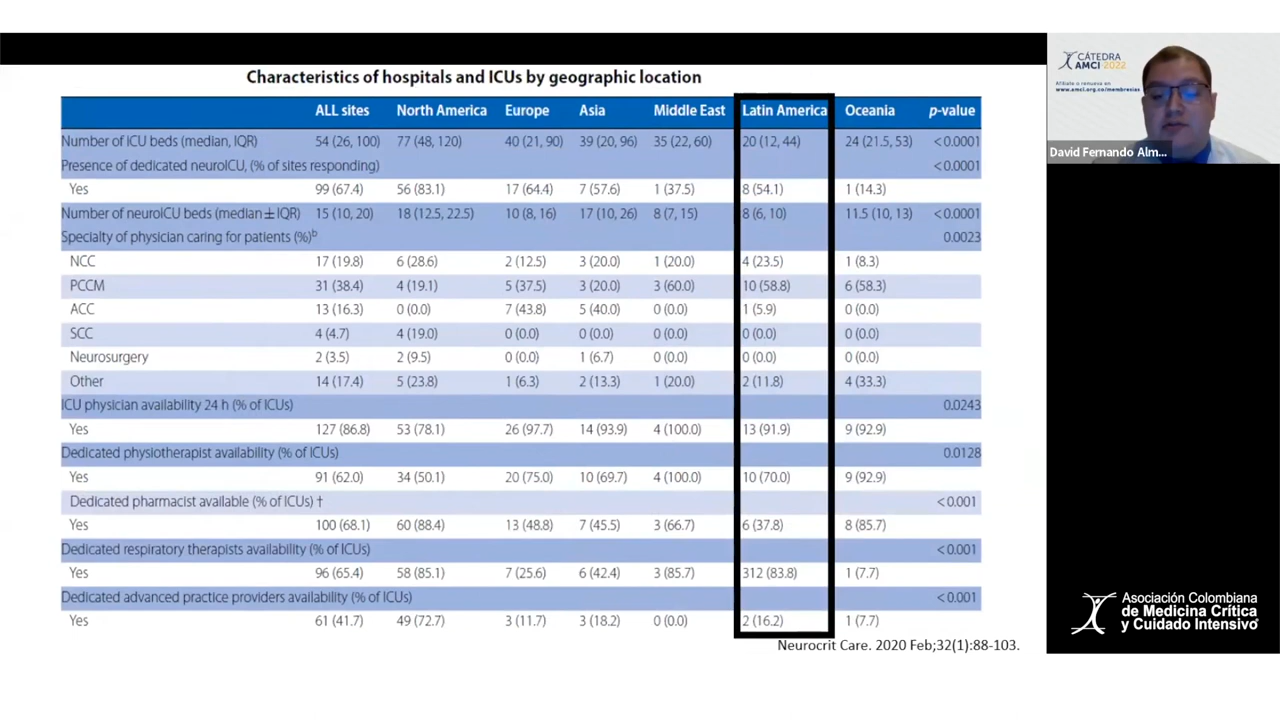 Characteristics of hospitals and ICUs by geographic location
ALL sites North America Europe Asia Middle East Latin America Oceania p-value
Number of ICU beds (median, IQR) 54 (26, 100) 77 (48, 120) 40 (21, 90) 39 (20, 96) 35 (22, 60) 20 (12, 44) 24 (21.5, 53) <0.0001
Presence of dedicated neuroICU, (% of sites responding) <0.0001
Yes 99 (67.4) 56 (83.1) 17 (64.4) 7 (57.6) 1 (37.5) 8 (54.1) 1 (14.3)
Number of neuroICU beds (median±IQR) 15 (10, 20) 18 (12.5, 22.5) 10 (8, 16) 17 (10, 26) 8 (7, 15) 8 (6, 10) 11.5 (10, 13) <0.0001
Specialty of physician caring for patients (%)b 0.0023
NCC 17 (19.8) 6 (28.6) 2 (12.5) 3 (20.0) 1 (20.0) 4 (23.5) 1 (8.3)
PCCM 31 (38.4) 4 (19.1) 5 (37.5) 3 (20.0) 3 (60.0) 10 (58.8) 6 (58.3)
ACC 13 (16.3) 0 (0.0) 7 (43.8) 5 (40.0) 0 (0.0) 1 (5.9) 0 (0.0)
SCC 4 (4.7) 4 (19.0) 0 (0.0) 0 (0.0) 0 (0.0) 0 (0.0) 0 (0.0)
Neurosurgery 2 (3.5) 2 (9.5) 0 (0.0) 1 (6.7) 0 (0.0) 0 (0.0) 0 (0.0)
Other 14 (17.4) 5 (23.8) 1 (6.3) 2 (13.3) 1 (20.0) 2 (11.8) 4 (33.3)
ICU physician availability 24 h (% of ICUs) 0.0243
Yes 127 (86.8) 53 (78.1) 26 (97.7) 14 (93.9) 4 (100.0) 13 (91.9) 9 (92.9)
Dedicated physiotherapist availability (% of ICUs) 0.0128
Yes 91 (62.0) 34 (50.1) 20 (75.0) 10 (69.7) 4 (100.0) 10 (70.0) 9 (92.9)
Dedicated pharmacist available (% of ICUs) † <0.001
Yes 100 (68.1) 60 (88.4) 13 (48.8) 7 (45.5) 3 (66.7) 6 (37.8) 8 (85.7)
Dedicated respiratory therapists availability (% of ICUs) <0.001
Yes 96 (65.4) 58 (85.1) 7 (25.6) 6 (42.4) 3 (85.7) 312 (83.8) 1 (7.7)
Dedicated advanced practice providers availability (% of ICUs) <0.001
Yes 61 (41.7) 49 (72.7) 3 (11.7) 3 (18.2) 0 (0.0) 2 (16.2) 1 (7.7)
Neurocrit Care. 2020 Feb;32(1):88-103.
CÁTEDRA
AMCI 2022
Afíliate o renueva en
www.amci.org.co/membresias
David Fernando Alm...
Asociación Colombiana
de Medicina Crítica
y Cuidado Intensivo